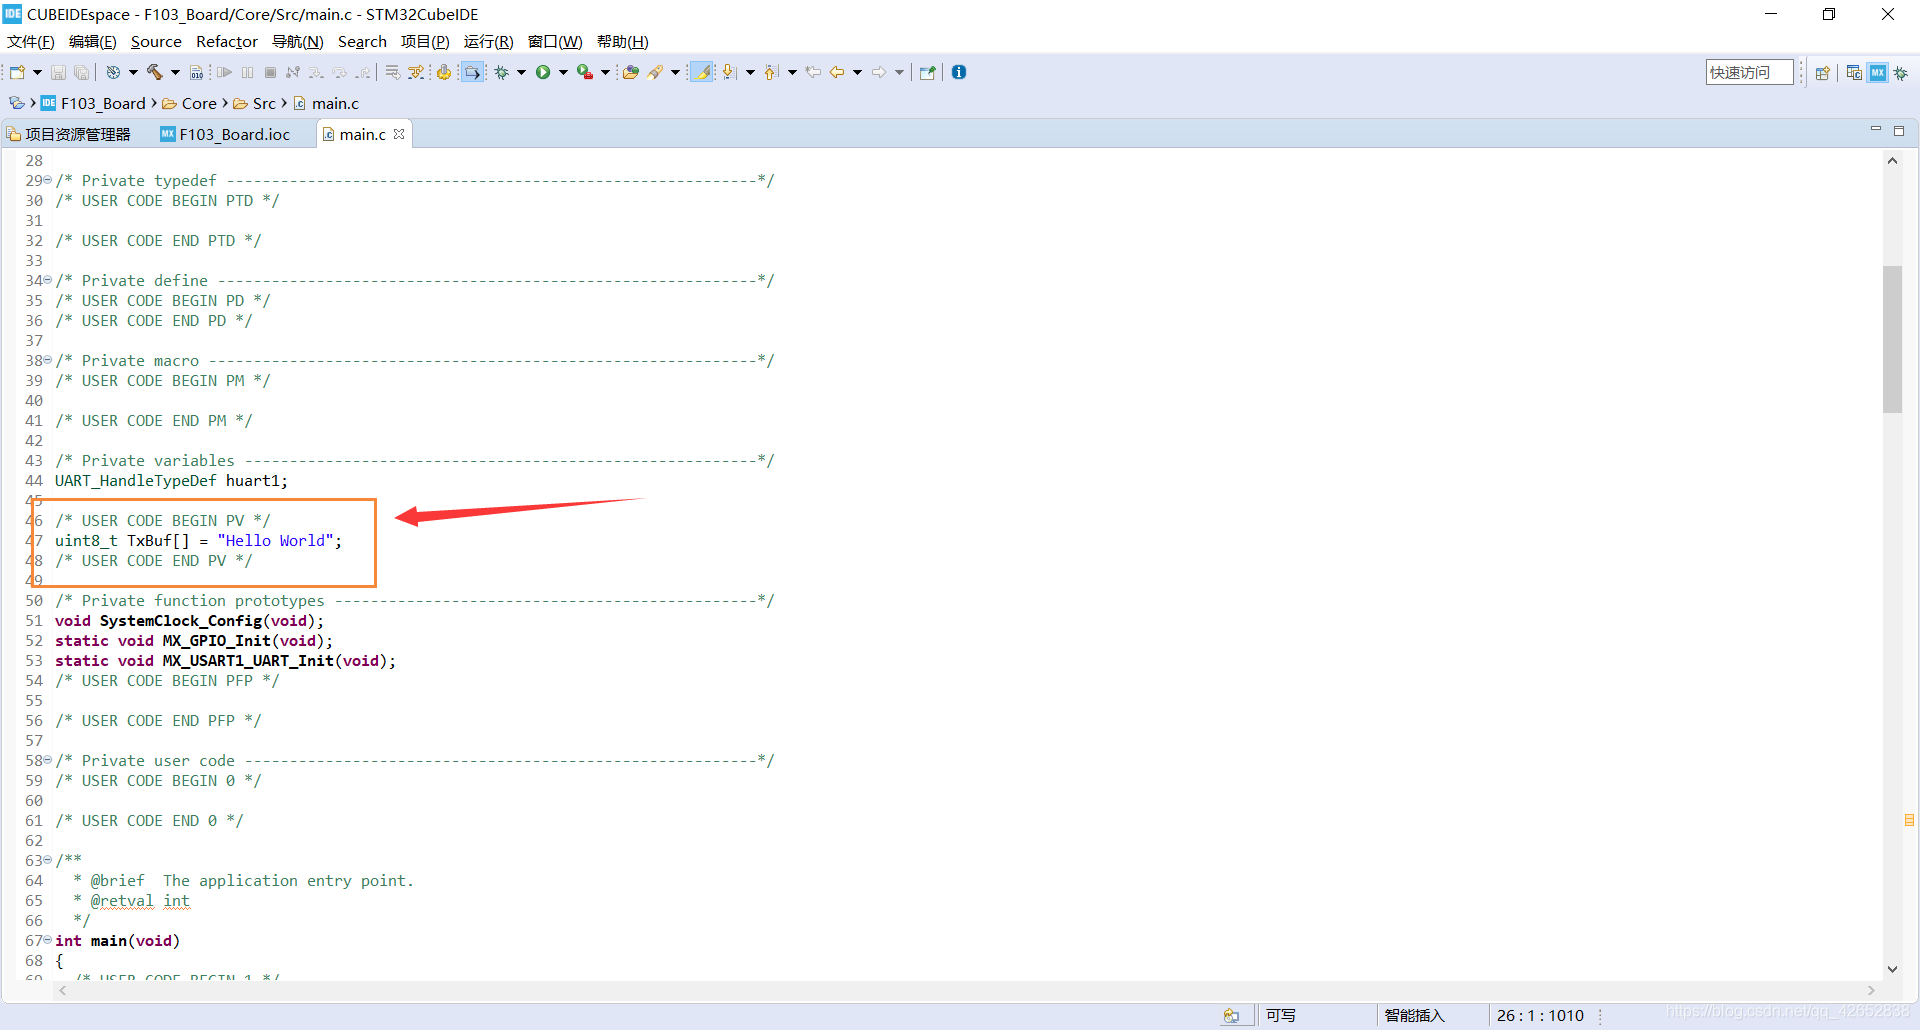 IDE CUBEIDEspace - F103_Board/Core/Src/main.c - STM32CubeIDE
文件(F) 编辑(E) Source Refactor 导航(N) Search 项目(P) 运行(R) 窗口(W) 帮助(H)
快速访问 MX
IDE F103_Board Core Src main.c
项目资源管理器 MX F103_Board.ioc main.c
28
29 /* Private typedef -----------------------------------------------------------*/
30 /* USER CODE BEGIN PTD */
31
32 /* USER CODE END PTD */
33
34 /* Private define ------------------------------------------------------------*/
35 /* USER CODE BEGIN PD */
36 /* USER CODE END PD */
37
38 /* Private macro -------------------------------------------------------------*/
39 /* USER CODE BEGIN PM */
40
41 /* USER CODE END PM */
42
43 /* Private variables ---------------------------------------------------------*/
44 UART_HandleTypeDef huart1;
45
46 /* USER CODE BEGIN PV */
47 uint8_t TxBuf[] = "Hello World";
48 /* USER CODE END PV */
49
50 /* Private function prototypes -----------------------------------------------*/
51 void SystemClock_Config(void);
52 static void MX_GPIO_Init(void);
53 static void MX_USART1_UART_Init(void);
54 /* USER CODE BEGIN PFP */
55
56 /* USER CODE END PFP */
57
58 /* Private user code ---------------------------------------------------------*/
59 /* USER CODE BEGIN 0 */
60
61 /* USER CODE END 0 */
62
63 /**
64   * @brief  The application entry point.
65   * @retval int
66   */
67 int main(void)
68 {
69   /* USER CODE BEGIN 1 */
可写 智能插入 26 : 1 : 1010
https://blog.csdn.net/qq_42652838